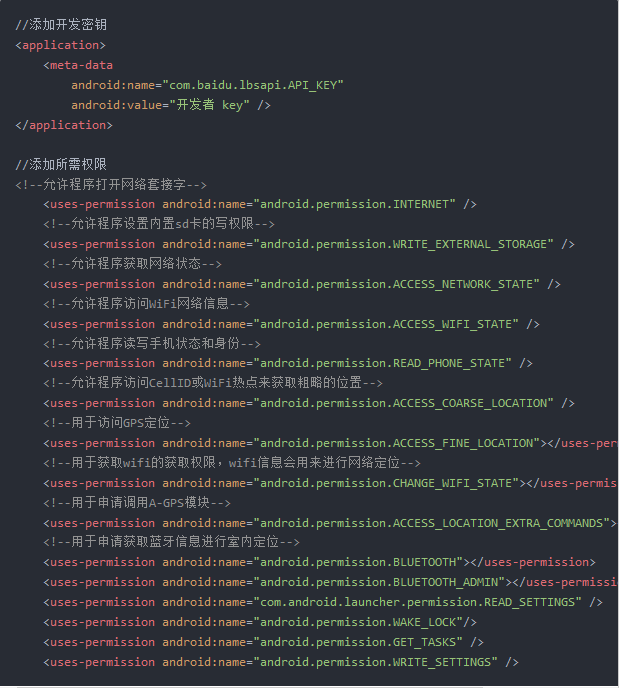 //添加开发密钥
<application>
    <meta-data
        android:name="com.baidu.lbsapi.API_KEY"
        android:value="开发者 key" />
</application>

//添加所需权限
<!--允许程序打开网络套接字-->
    <uses-permission android:name="android.permission.INTERNET" />
    <!--允许程序设置内置sd卡的写权限-->
    <uses-permission android:name="android.permission.WRITE_EXTERNAL_STORAGE" />
    <!--允许程序获取网络状态-->
    <uses-permission android:name="android.permission.ACCESS_NETWORK_STATE" />
    <!--允许程序访问WiFi网络信息-->
    <uses-permission android:name="android.permission.ACCESS_WIFI_STATE" />
    <!--允许程序读写手机状态和身份-->
    <uses-permission android:name="android.permission.READ_PHONE_STATE" />
    <!--允许程序访问CellID或WiFi热点来获取粗略的位置-->
    <uses-permission android:name="android.permission.ACCESS_COARSE_LOCATION" />
    <!--用于访问GPS定位-->
    <uses-permission android:name="android.permission.ACCESS_FINE_LOCATION"></uses-per
    <!--用于获取wifi的获取权限，wifi信息会用来进行网络定位-->
    <uses-permission android:name="android.permission.CHANGE_WIFI_STATE"></uses-permis
    <!--用于申请调用A-GPS模块-->
    <uses-permission android:name="android.permission.ACCESS_LOCATION_EXTRA_COMMANDS">
    <!--用于申请获取蓝牙信息进行室内定位-->
    <uses-permission android:name="android.permission.BLUETOOTH"></uses-permission>
    <uses-permission android:name="android.permission.BLUETOOTH_ADMIN"></uses-permissio
    <uses-permission android:name="com.android.launcher.permission.READ_SETTINGS" />
    <uses-permission android:name="android.permission.WAKE_LOCK"/>
    <uses-permission android:name="android.permission.GET_TASKS" />
    <uses-permission android:name="android.permission.WRITE_SETTINGS" />